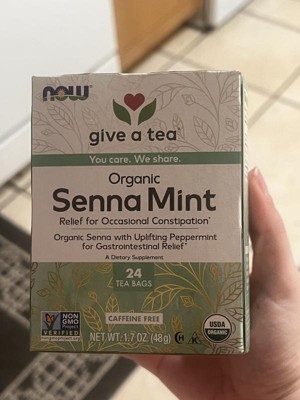 NOW
give a tea
You care. We share.
Organic
Senna Mint
Relief for Occasional Constipation*
Organic Senna with Uplifting Peppermint
for Gastrointestinal Relief*
A Dietary Supplement
24
TEA BAGS
NON
GMO
Project
VERIFIED
CAFFEINE FREE
USDA
ORGANIC
NET WT. 1.7 OZ. (48g)